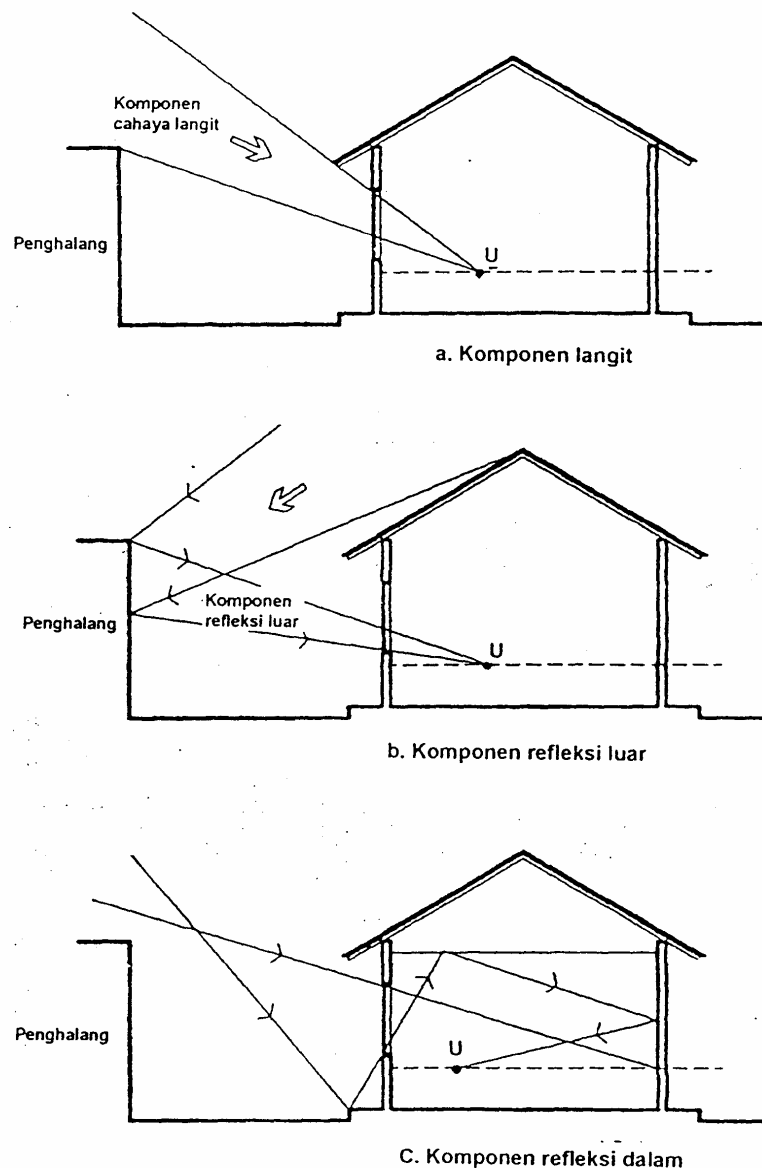 Komponen
cahaya langit
Penghalang
U
a. Komponen langit
Penghalang
Komponen
refleksi luar
U
b. Komponen refleksi luar
Penghalang
U
C. Komponen refleksi dalam